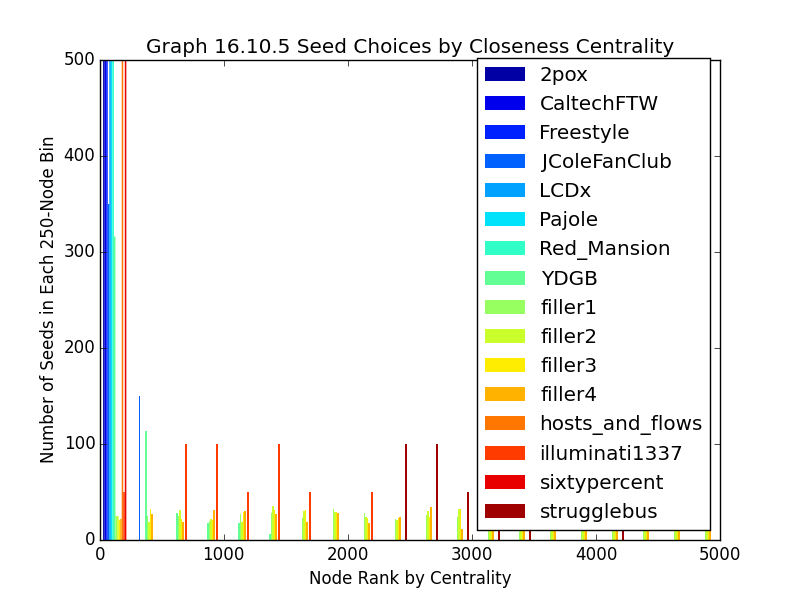 Graph 16.10.5 Seed Choices by Closeness Centrality
Number of Seeds in Each 250-Node Bin
500
400
300
200
100
0
0 1000 2000 3000 4000 5000
Node Rank by Centrality
2pox
CaltechFTW
Freestyle
JColeFanClub
LCDx
Pajole
Red_Mansion
YDGB
filler1
filler2
filler3
filler4
hosts_and_flows
illuminati1337
sixtypercent
strugglebus